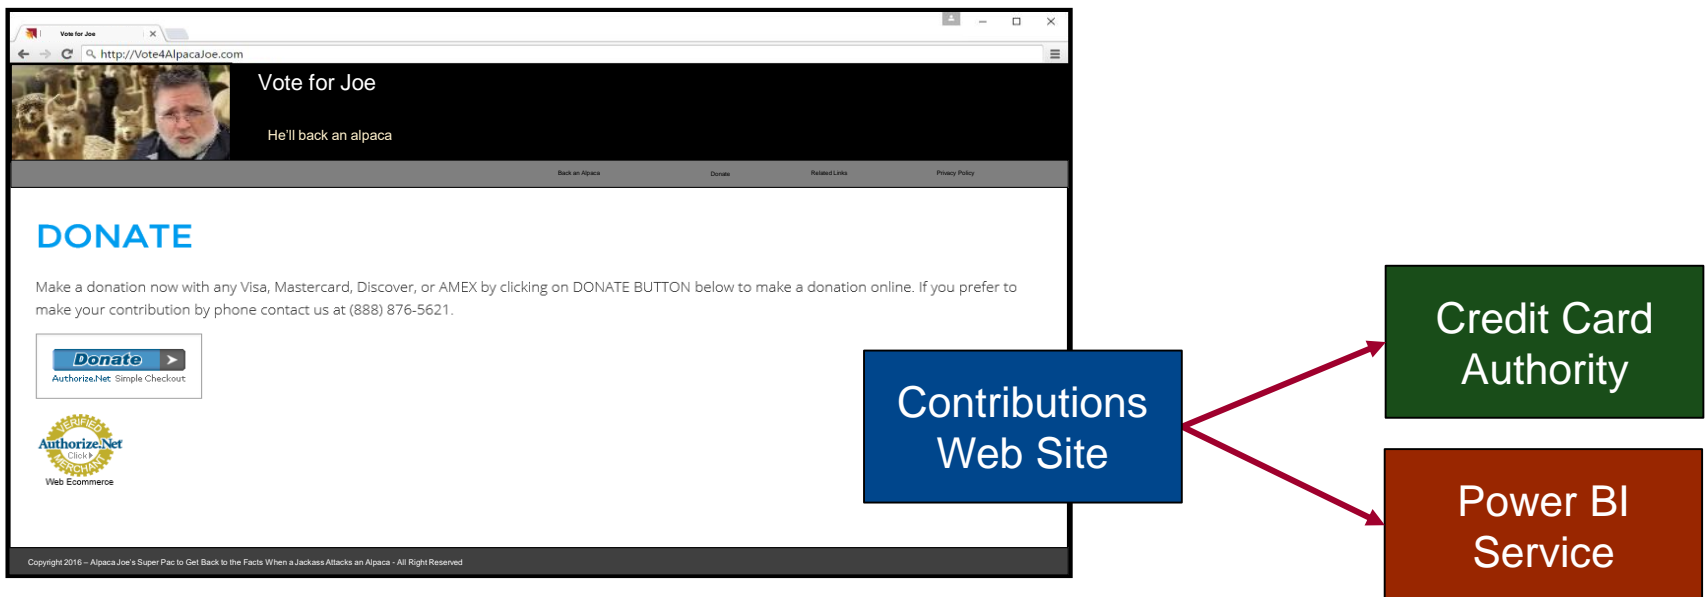 Vote for Joe
http://Vote4AlpacaJoe.com
Vote for Joe
He'll back an alpaca
Back an Alpaca
Donate
Related Links
Privacy Policy
DONATE
Make a donation now with any Visa, Mastercard, Discover, or AMEX by clicking on DONATE BUTTON below to make a donation online. If you prefer to
make your contribution by phone contact us at (888) 876-5621.
Donate
Authorize.Net Simple Checkout
VERIFIED
Authorize.Net
Click
MERCHANT
Web Ecommerce
Copyright 2016 – Alpaca Joe's Super Pac to Get Back to the Facts When a Jackass Attacks an Alpaca - All Right Reserved
Contributions
Web Site
Credit Card
Authority
Power BI
Service